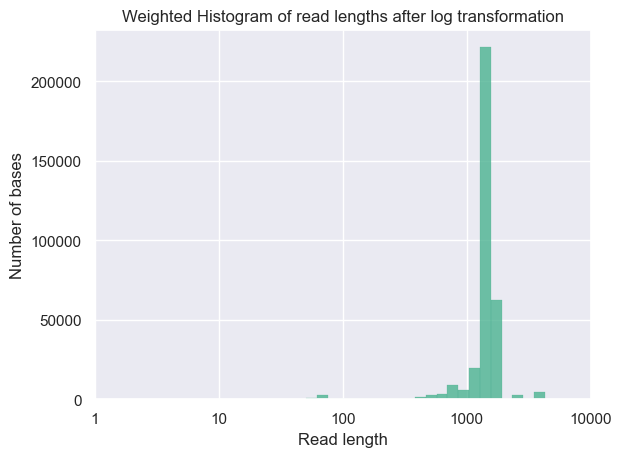 Weighted Histogram of read lengths after log transformation
200000
150000
100000
50000
0
Number of bases
1 10 100 1000 10000
Read length